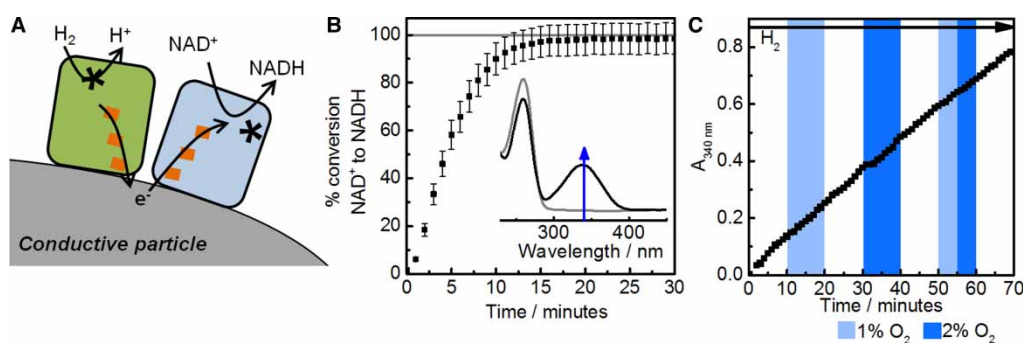 A
H₂
H⁺
NAD⁺
NADH
e⁻
Conductive particle
B
% conversion
NAD⁺ to NADH
100
80
60
40
20
0
300
400
Wavelength / nm
0
5
10
15
20
25
30
Time / minutes
C
H₂
A₃₄₀ ₙₘ
0.8
0.6
0.4
0.2
0.0
0
10
20
30
40
50
60
70
Time / minutes
1% O₂
2% O₂